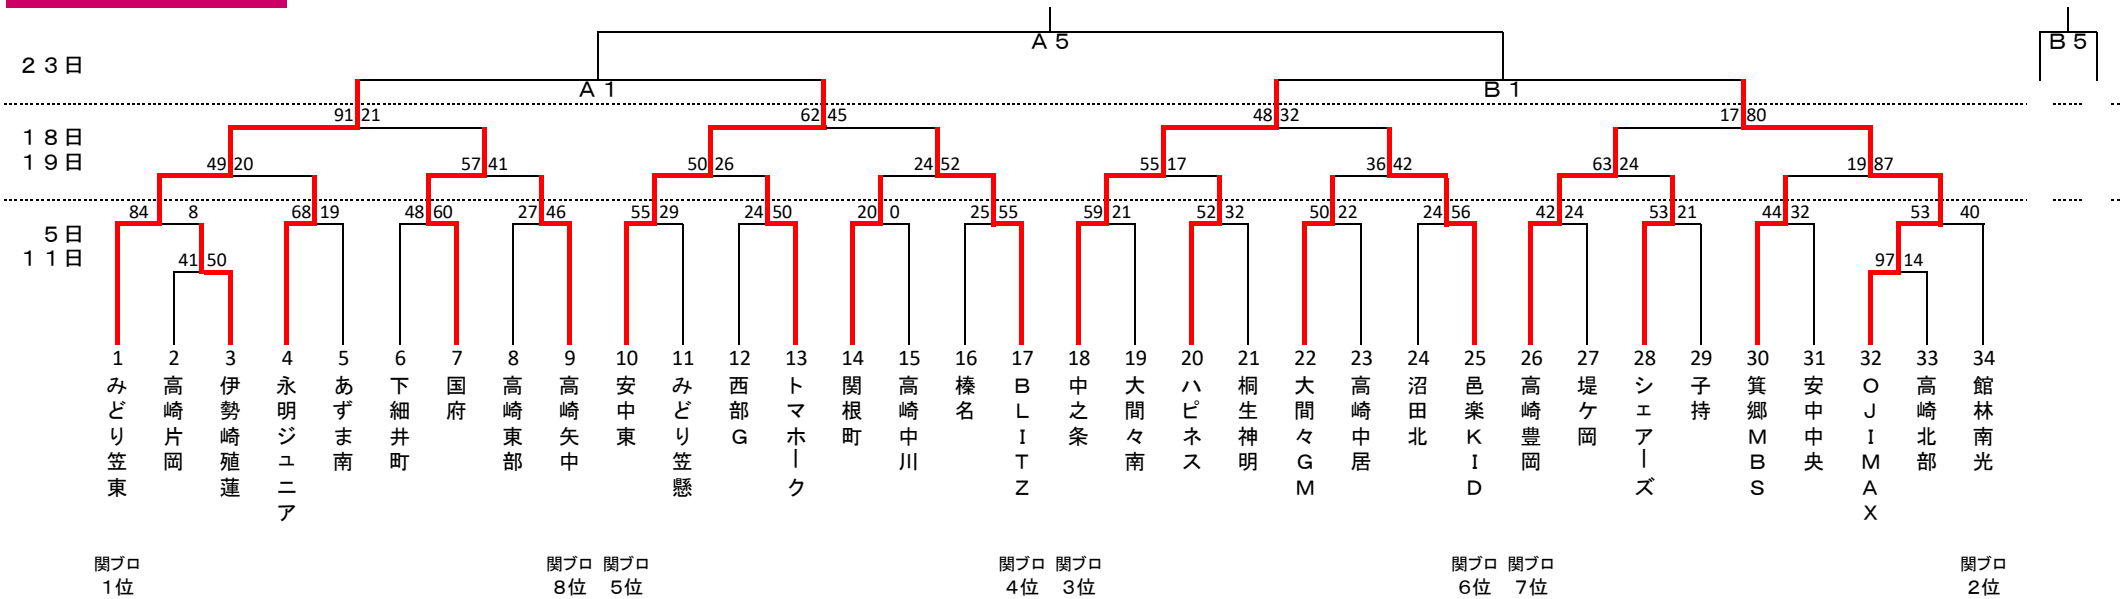 Ａ５
Ｂ５
２３日
Ａ１
Ｂ１
91 21
62 45
48 32
17 80
１８日
１９日
49 20
57 41
50 26
24 52
55 17
36 42
63 24
19 87
84 8
68 19
48 60
27 46
55 29
24 50
20 0
25 55
59 21
52 32
50 22
24 56
42 24
53 21
44 32
53 40
５日
１１日
41 50
97 14
1 みどり笠東
2 高崎片岡
3 伊勢崎殖蓮
4 永明ジュニア
5 あずま南
6 下細井町
7 国府
8 高崎東部
9 高崎矢中
10 安中東
11 みどり笠懸
12 西部Ｇ
13 トマホーク
14 関根町
15 高崎中川
16 榛名
17 ＢＬＩＴＺ
18 中之条
19 大間々南
20 ハピネス
21 桐生神明
22 大間々ＧＭ
23 高崎中居
24 沼田北
25 邑楽ＫＩＤ
26 高崎豊岡
27 堤ケ岡
28 シェアーズ
29 子持
30 箕郷ＭＢＳ
31 安中中央
32 ＯＪＩＭＡＸ
33 高崎北部
34 館林南光
関ブロ
１位
関ブロ
８位
関ブロ
５位
関ブロ
４位
関ブロ
３位
関ブロ
６位
関ブロ
７位
関ブロ
２位